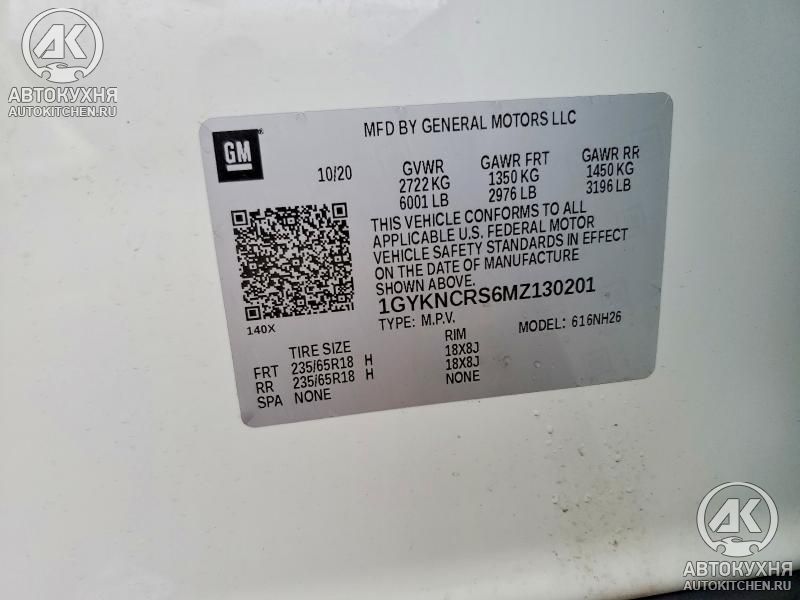 AK
АВТОКУХНЯ
AUTOKITCHEN.RU
GM
MFD BY GENERAL MOTORS LLC
10/20
GVWR GAWR FRT GAWR RR
2722 KG 1350 KG 1450 KG
6001 LB 2976 LB 3196 LB
THIS VEHICLE CONFORMS TO ALL
APPLICABLE U.S. FEDERAL MOTOR
VEHICLE SAFETY STANDARDS IN EFFECT
ON THE DATE OF MANUFACTURE
SHOWN ABOVE.
1GYKNCRS6MZ130201
140X
TYPE: M.P.V. MODEL: 616NH26
TIRE SIZE RIM
FRT 235/65R18 H 18X8J
RR 235/65R18 H 18X8J
SPA NONE NONE
AK
АВТОКУХНЯ
AUTOKITCHEN.RU